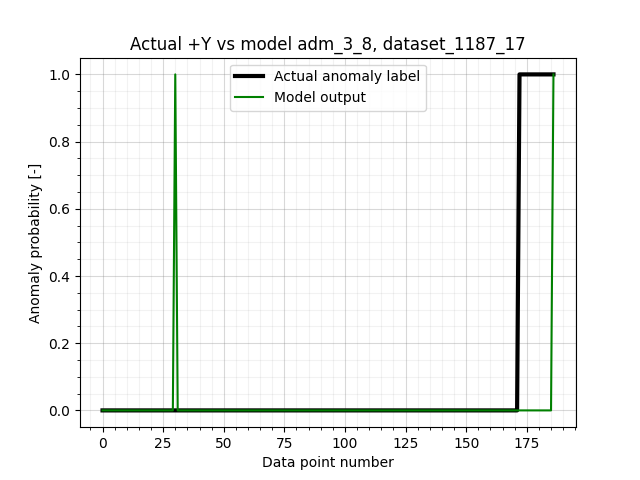 Actual +Y vs model adm_3_8, dataset_1187_17
Actual anomaly label
Model output
Anomaly probability [-]
1.0
0.8
0.6
0.4
0.2
0.0
0 25 50 75 100 125 150 175
Data point number